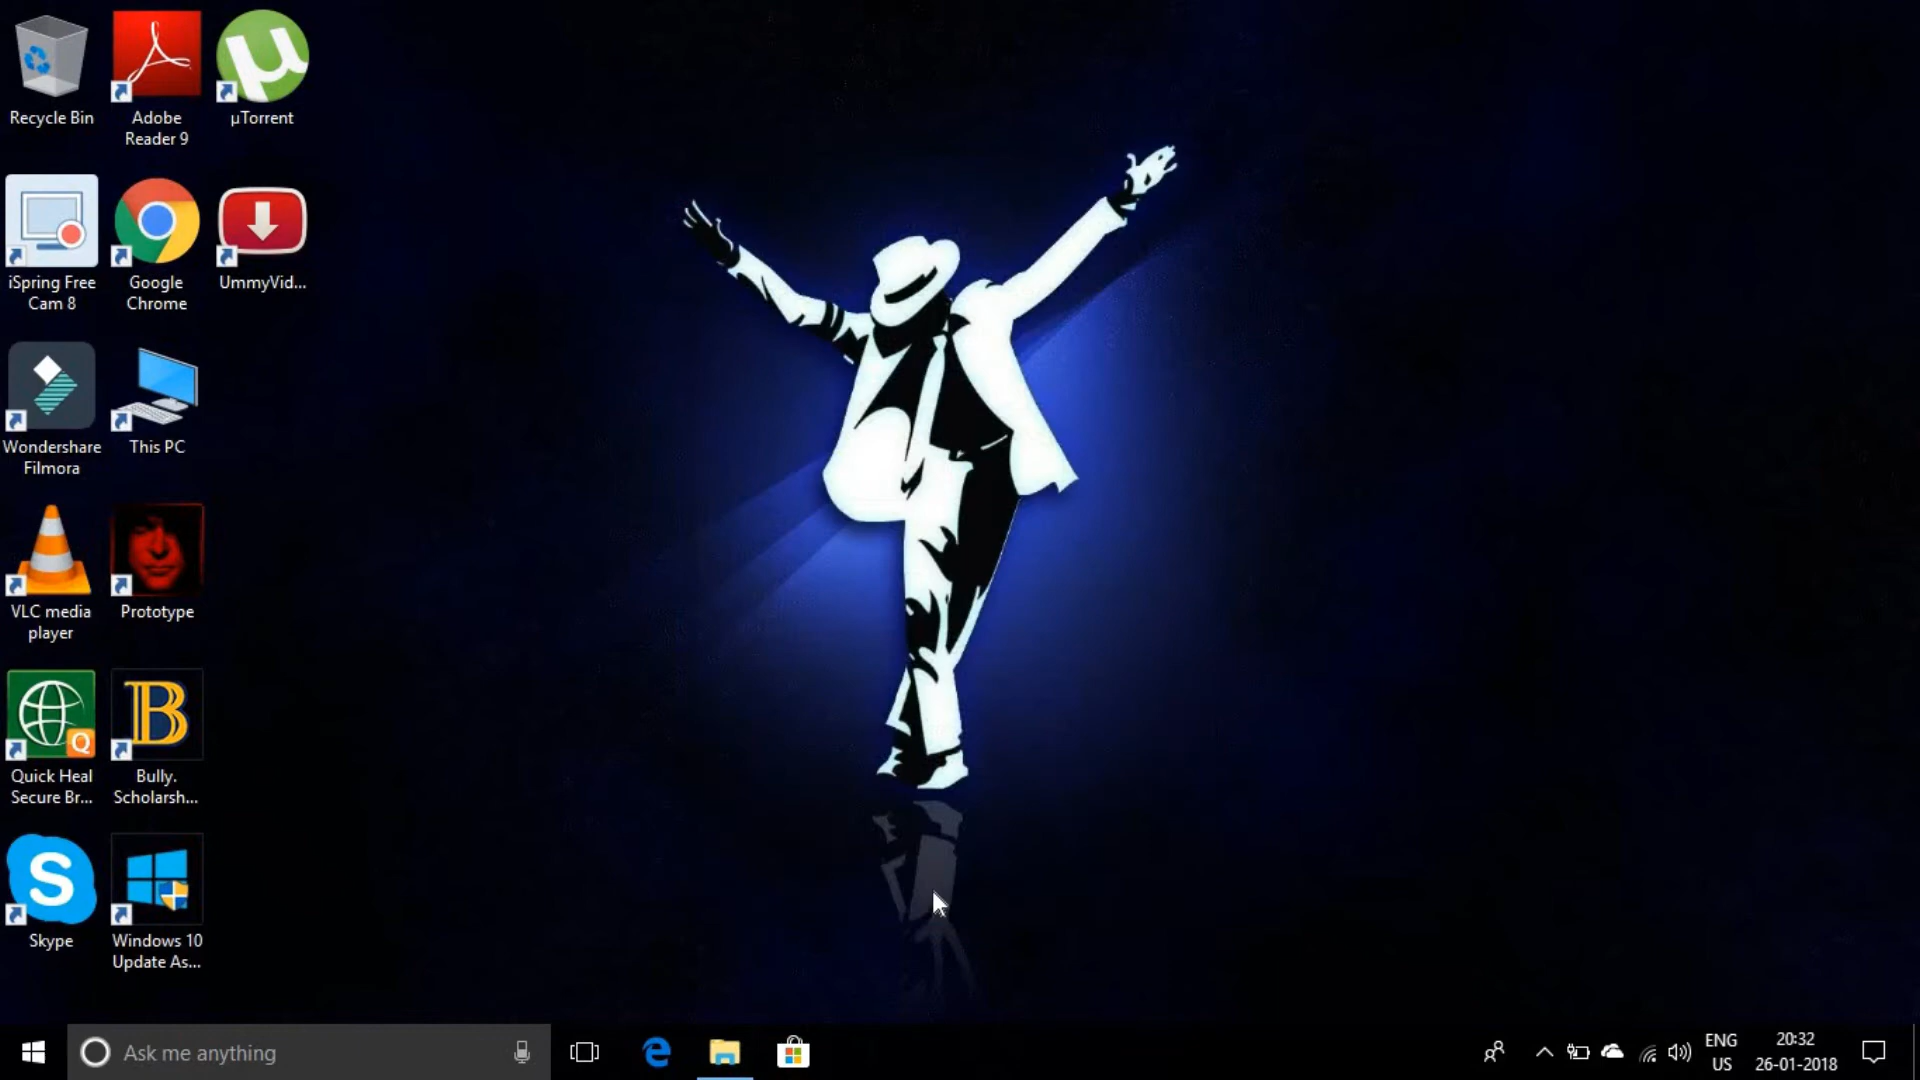 Recycle Bin
Adobe
Reader 9
µTorrent
iSpring Free
Cam 8
Google
Chrome
UmmyVid...
Wondershare
Filmora
This PC
VLC media
player
Prototype
Quick Heal
Secure Br...
Bully.
Scholarsh...
Skype
Windows 10
Update As...
Ask me anything
ENG
US
20:32
26-01-2018